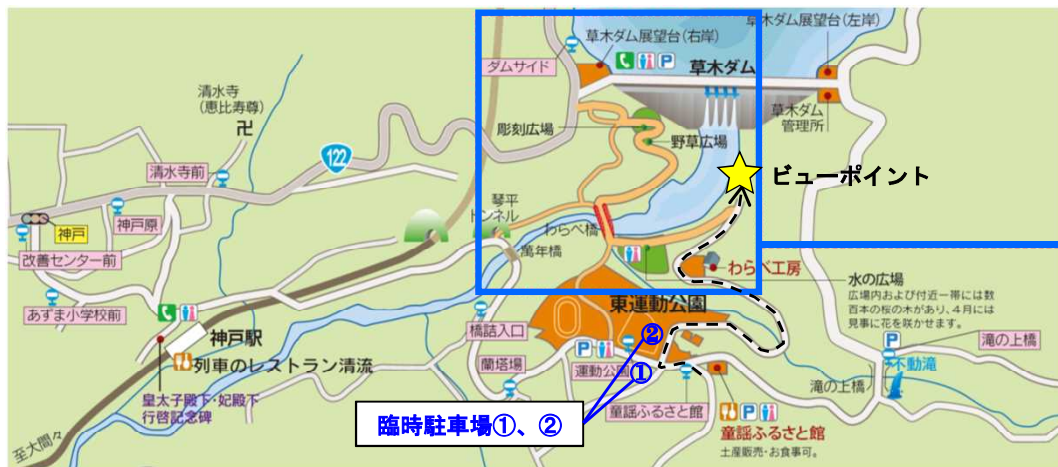 草木ダム展望台(左岸)
草木ダム展望台(右岸)
ダムサイド
P
草木ダム
清水寺
(恵比寿尊)
卍
彫刻広場
草木ダム
管理所
野草広場
122
清水寺前
ビューポイント
琴平
トンネル
神戸原
神戸
わらべ橋
改善センター前
萬年橋
わらべ工房
水の広場
広場内および付近一帯には数
百本の桜の木があり、4月には
見事に花を咲かせます。
あずま小学校前
東運動公園
神戸駅
橋詰入口
②
滝の上橋
P
列車のレストラン清流
P
不動滝
蘭塔場
運動公園
①
滝の上橋
皇太子殿下・妃殿下
行啓記念碑
童謡ふるさと館
P
臨時駐車場①、②
童謡ふるさと館
土産販売・お食事可。
至大間々